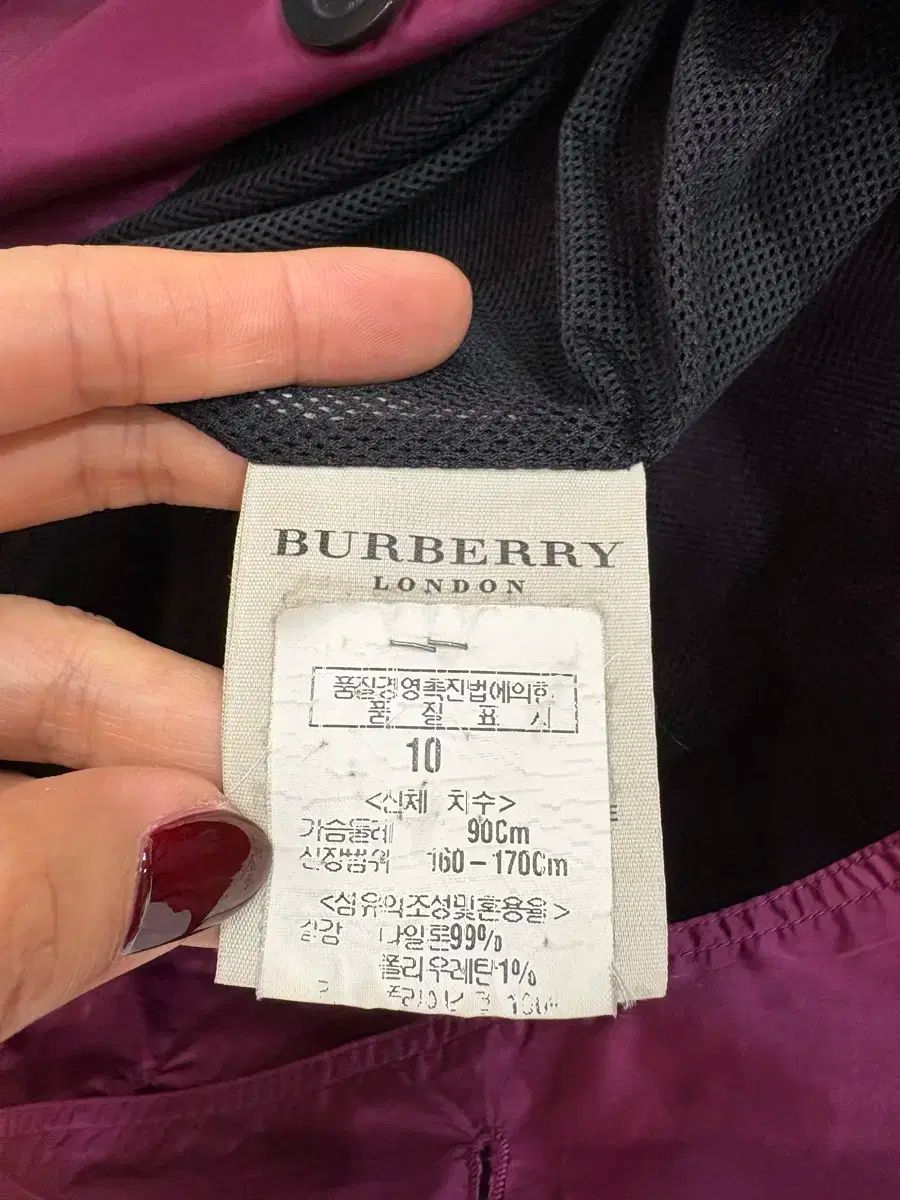 BURBERRY
LONDON
품질경영촉진법에의한
품 질 표 시
10
<신체 치수>
가슴둘레 90Cm
신장범위 160-170Cm
<섬유의조성및혼용율>
겉감 나일론99%
폴리우레탄1%
E